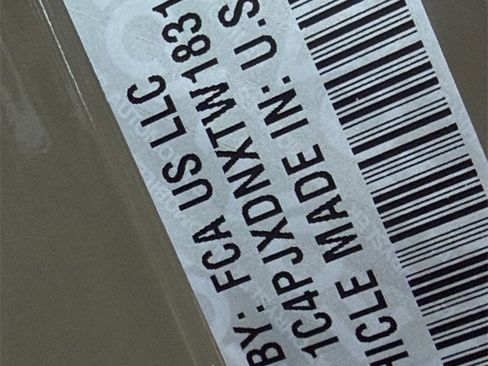 BY: FCA US LLC
1C4PJXDNXTW1831
HICLE MADE IN: U.S